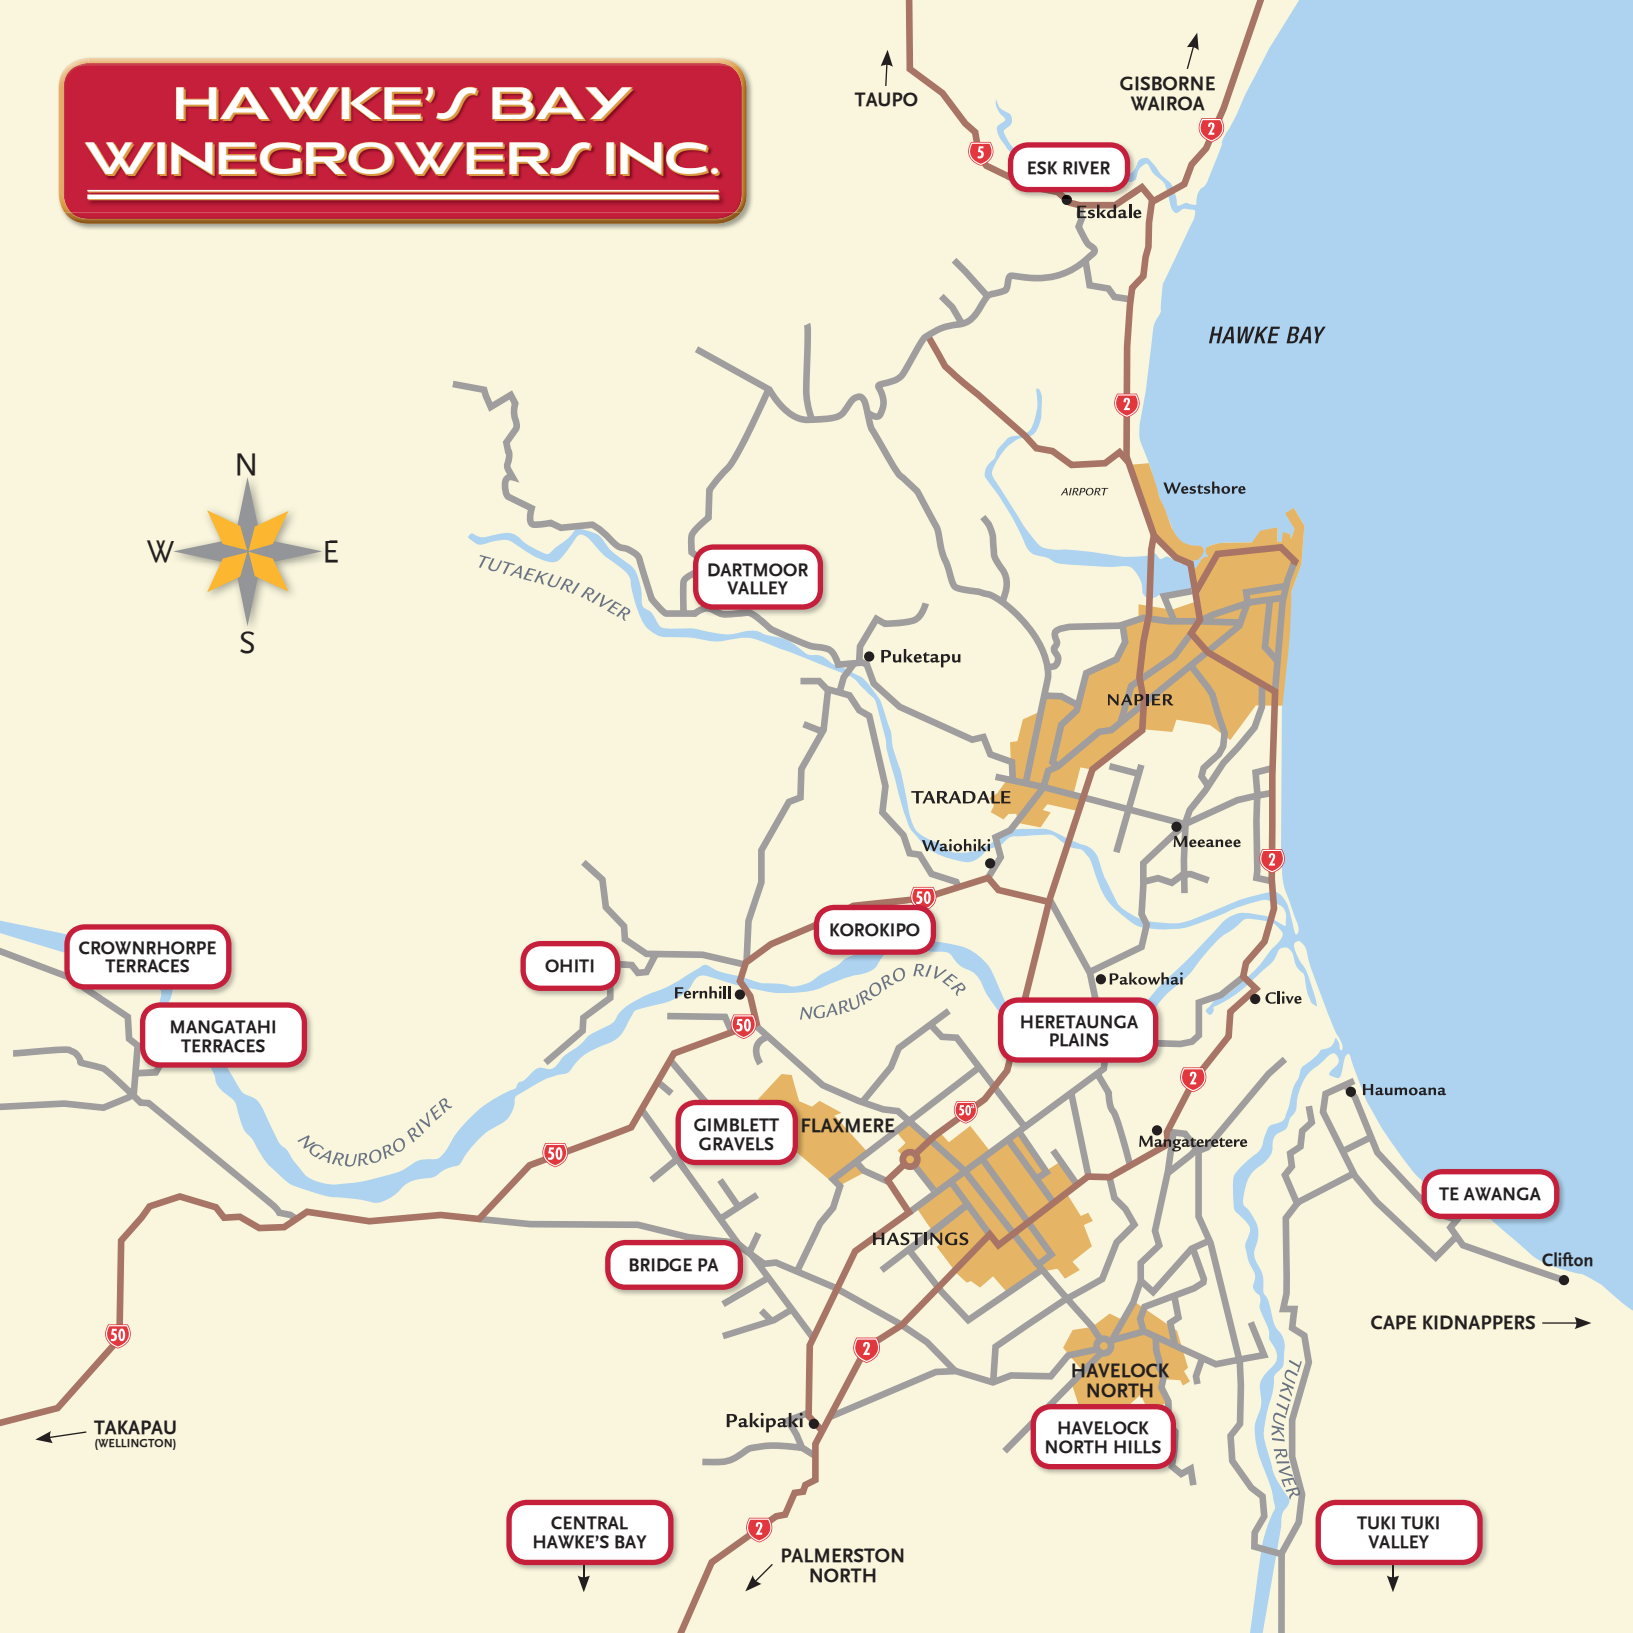 HAWKE'S BAY
WINEGROWERS INC.
TAUPO
GISBORNE
WAIROA
2
5
ESK RIVER
Eskdale
HAWKE BAY
2
N
W
E
S
AIRPORT
Westshore
TUTAEKURI RIVER
DARTMOOR
VALLEY
Puketapu
NAPIER
TARADALE
Waiohiki
Meeanee
2
50
KOROKIPO
CROWNRHORPE
TERRACES
OHITI
Fernhill
NGARURORO RIVER
Pakowhai
Clive
MANGATAHI
TERRACES
50
HERETAUNGA
PLAINS
2
Haumoana
NGARURORO RIVER
50
GIMBLETT
GRAVELS
FLAXMERE
50
Mangateretere
TE AWANGA
HASTINGS
BRIDGE PA
Clifton
CAPE KIDNAPPERS
50
2
HAVELOCK
NORTH
TUKITUKI RIVER
TAKAPAU
(WELLINGTON)
Pakipaki
HAVELOCK
NORTH HILLS
CENTRAL
HAWKE'S BAY
2
PALMERSTON
NORTH
TUKI TUKI
VALLEY